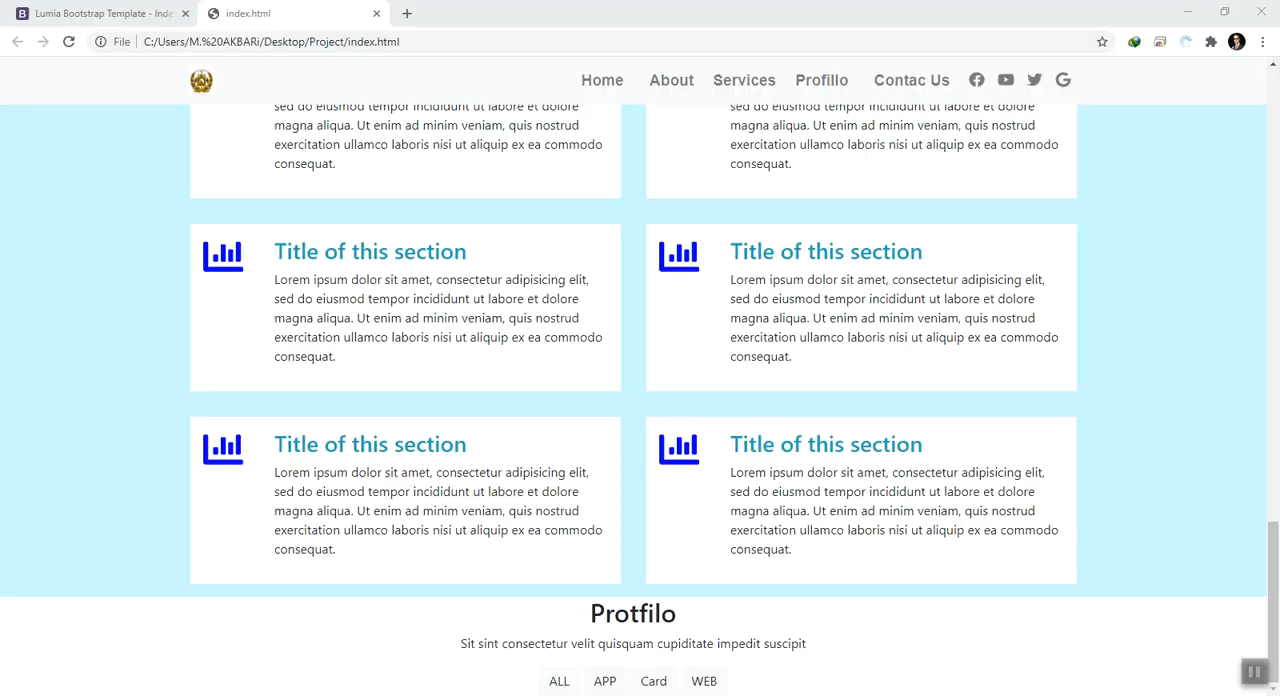 Lumia Bootstrap Template - Inde
index.html
File
C:/Users/M.%20AKBARi/Desktop/Project/index.html
Home About Services Profillo Contac Us
sed do eiusmod tempor incididunt ut labore et dolore
magna aliqua. Ut enim ad minim veniam, quis nostrud
exercitation ullamco laboris nisi ut aliquip ex ea commodo
consequat.
sed do eiusmod tempor incididunt ut labore et dolore
magna aliqua. Ut enim ad minim veniam, quis nostrud
exercitation ullamco laboris nisi ut aliquip ex ea commodo
consequat.
Title of this section
Lorem ipsum dolor sit amet, consectetur adipisicing elit,
sed do eiusmod tempor incididunt ut labore et dolore
magna aliqua. Ut enim ad minim veniam, quis nostrud
exercitation ullamco laboris nisi ut aliquip ex ea commodo
consequat.
Title of this section
Lorem ipsum dolor sit amet, consectetur adipisicing elit,
sed do eiusmod tempor incididunt ut labore et dolore
magna aliqua. Ut enim ad minim veniam, quis nostrud
exercitation ullamco laboris nisi ut aliquip ex ea commodo
consequat.
Title of this section
Lorem ipsum dolor sit amet, consectetur adipisicing elit,
sed do eiusmod tempor incididunt ut labore et dolore
magna aliqua. Ut enim ad minim veniam, quis nostrud
exercitation ullamco laboris nisi ut aliquip ex ea commodo
consequat.
Title of this section
Lorem ipsum dolor sit amet, consectetur adipisicing elit,
sed do eiusmod tempor incididunt ut labore et dolore
magna aliqua. Ut enim ad minim veniam, quis nostrud
exercitation ullamco laboris nisi ut aliquip ex ea commodo
consequat.
Protfilo
Sit sint consectetur velit quisquam cupiditate impedit suscipit
ALL APP Card WEB